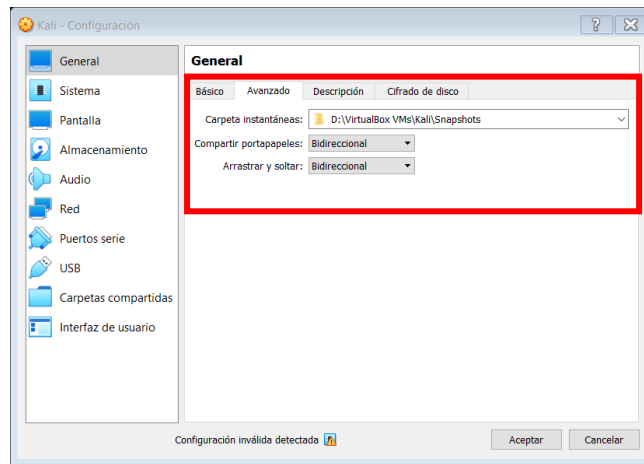 Kali - Configuración
General
Sistema
Pantalla
Almacenamiento
Audio
Red
Puertos serie
USB
Carpetas compartidas
Interfaz de usuario
General
Básico Avanzado Descripción Cifrado de disco
Carpeta instantáneas: D:\VirtualBox VMs\Kali\Snapshots
Compartir portapapeles: Bidireccional
Arrastrar y soltar: Bidireccional
Configuración inválida detectada
Aceptar Cancelar